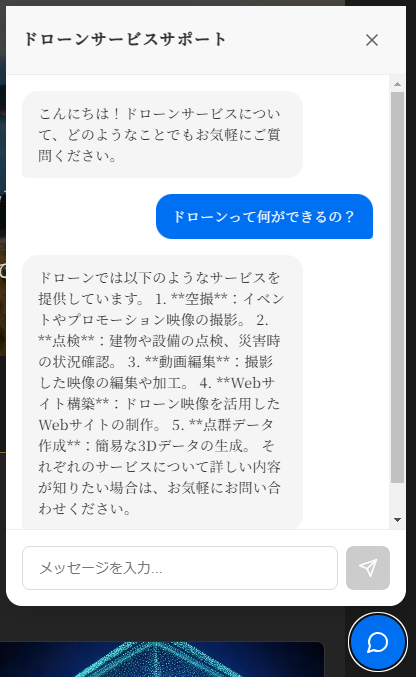 ドローンサービスサポート
こんにちは！ドローンサービスについ
て、どのようなことでもお気軽にご質
問ください。
ドローンって何ができるの？
ドローンでは以下のようなサービスを
提供しています。 1. **空撮**：イベン
トやプロモーション映像の撮影。 2.
**点検**：建物や設備の点検、災害時
の状況確認。 3. **動画編集**：撮影
した映像の編集や加工。 4. **Webサ
イト構築**：ドローン映像を活用した
Webサイトの制作。 5. **点群データ
作成**：簡易な3Dデータの生成。 そ
れぞれのサービスについて詳しい内容
が知りたい場合は、お気軽にお問い合
わせください。
メッセージを入力...